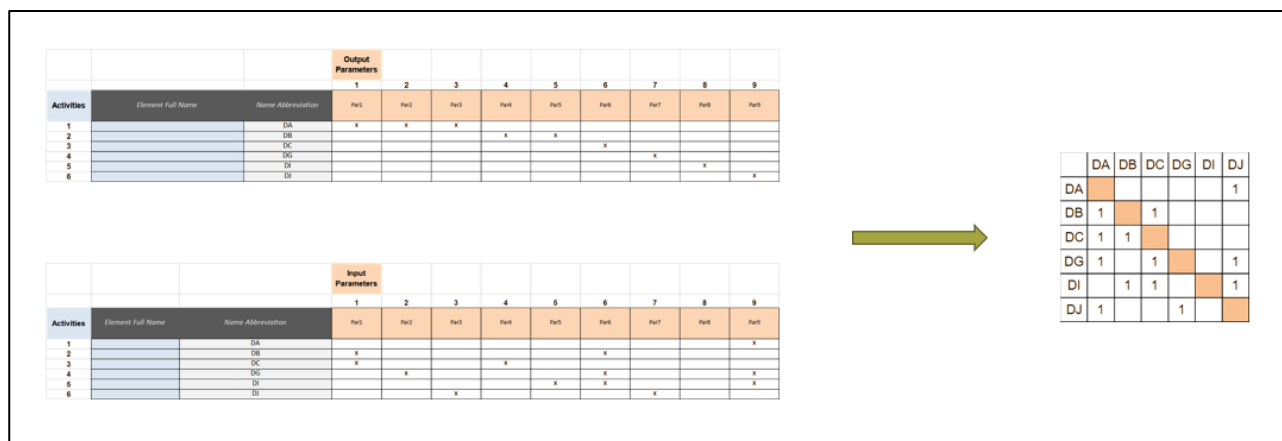 Output Parameters
1 2 3 4 5 6 7 8 9
Activities Element Full Name Name Abbreviation Par1 Par2 Par3 Par4 Par5 Par6 Par7 Par8 Par9
1 DA x x x
2 DB x x
3 DC x
4 DG x
5 DI x
6 DI x
Input Parameters
1 2 3 4 5 6 7 8 9
Activities Element Full Name Name Abbreviation Par1 Par2 Par3 Par4 Par5 Par6 Par7 Par8 Par9
1 DA x
2 DB x x
3 DC x x
4 DG x x x
5 DI x x x
6 DI x x
DA DB DC DG DI DJ
DA 1
DB 1 1
DC 1 1
DG 1 1 1
DI 1 1 1
DJ 1 1